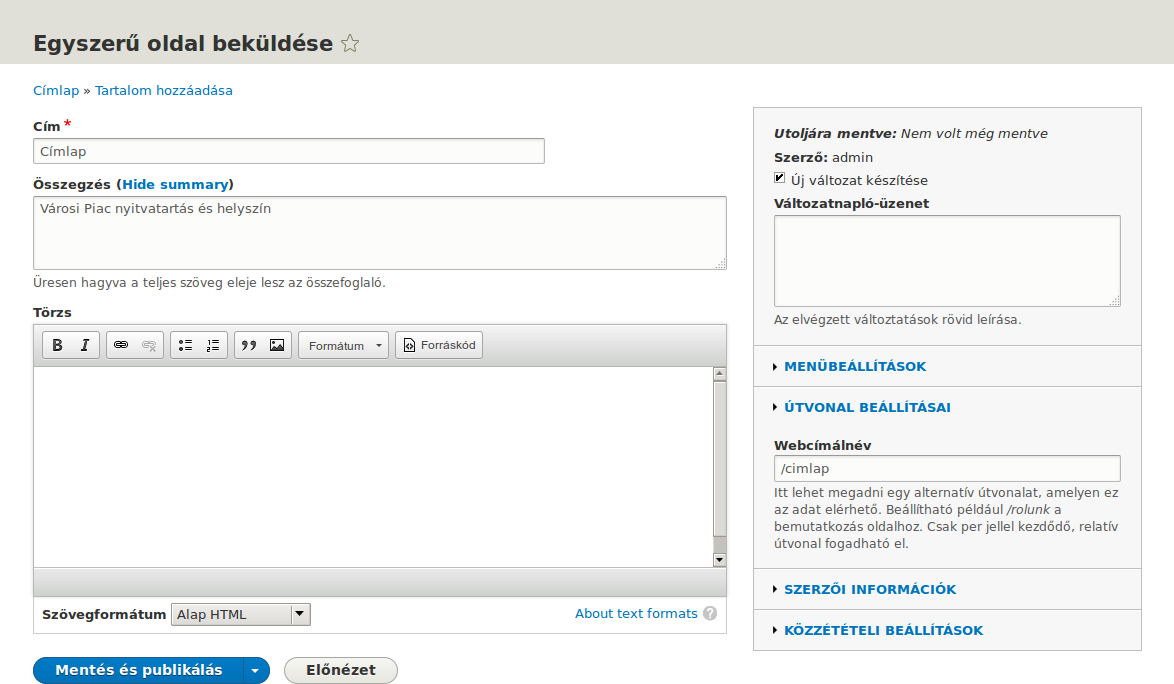 Egyszerű oldal beküldése
Címlap » Tartalom hozzáadása
Cím *
Címlap
Összegzés (Hide summary)
Városi Piac nyitvatartás és helyszín
Üresen hagyva a teljes szöveg eleje lesz az összefoglaló.
Törzs
B I Formátum Forráskód
Szövegformátum Alap HTML About text formats ?
Mentés és publikálás Előnézet
Utoljára mentve: Nem volt még mentve
Szerző: admin
Új változat készítése
Változatnapló-üzenet
Az elvégzett változtatások rövid leírása.
MENÜBEÁLLÍTÁSOK
ÚTVONAL BEÁLLÍTÁSAI
Webcímálnév
/cimlap
Itt lehet megadni egy alternatív útvonalat, amelyen ez
az adat elérhető. Beállítható például /rolunk a
bemutatkozás oldalhoz. Csak per jellel kezdődő, relatív
útvonal fogadható el.
SZERZŐI INFORMÁCIÓK
KÖZZÉTÉTELI BEÁLLÍTÁSOK